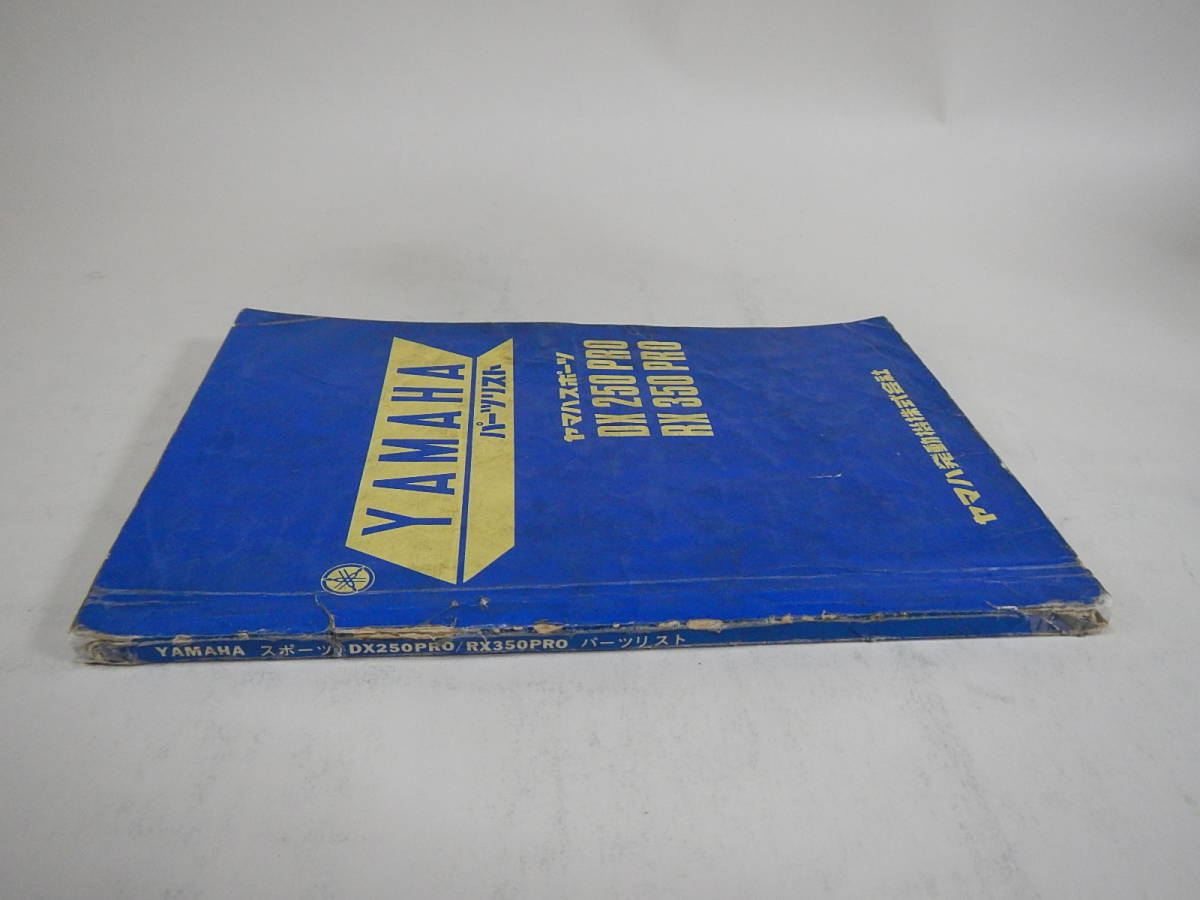 YAMAHA
パーツリスト
ヤマハスポーツ
DX 250 PRO
RX 350 PRO
ヤマハ発動機株式会社
YAMAHA スポーツ DX250PRO/RX350PRO パーツリスト